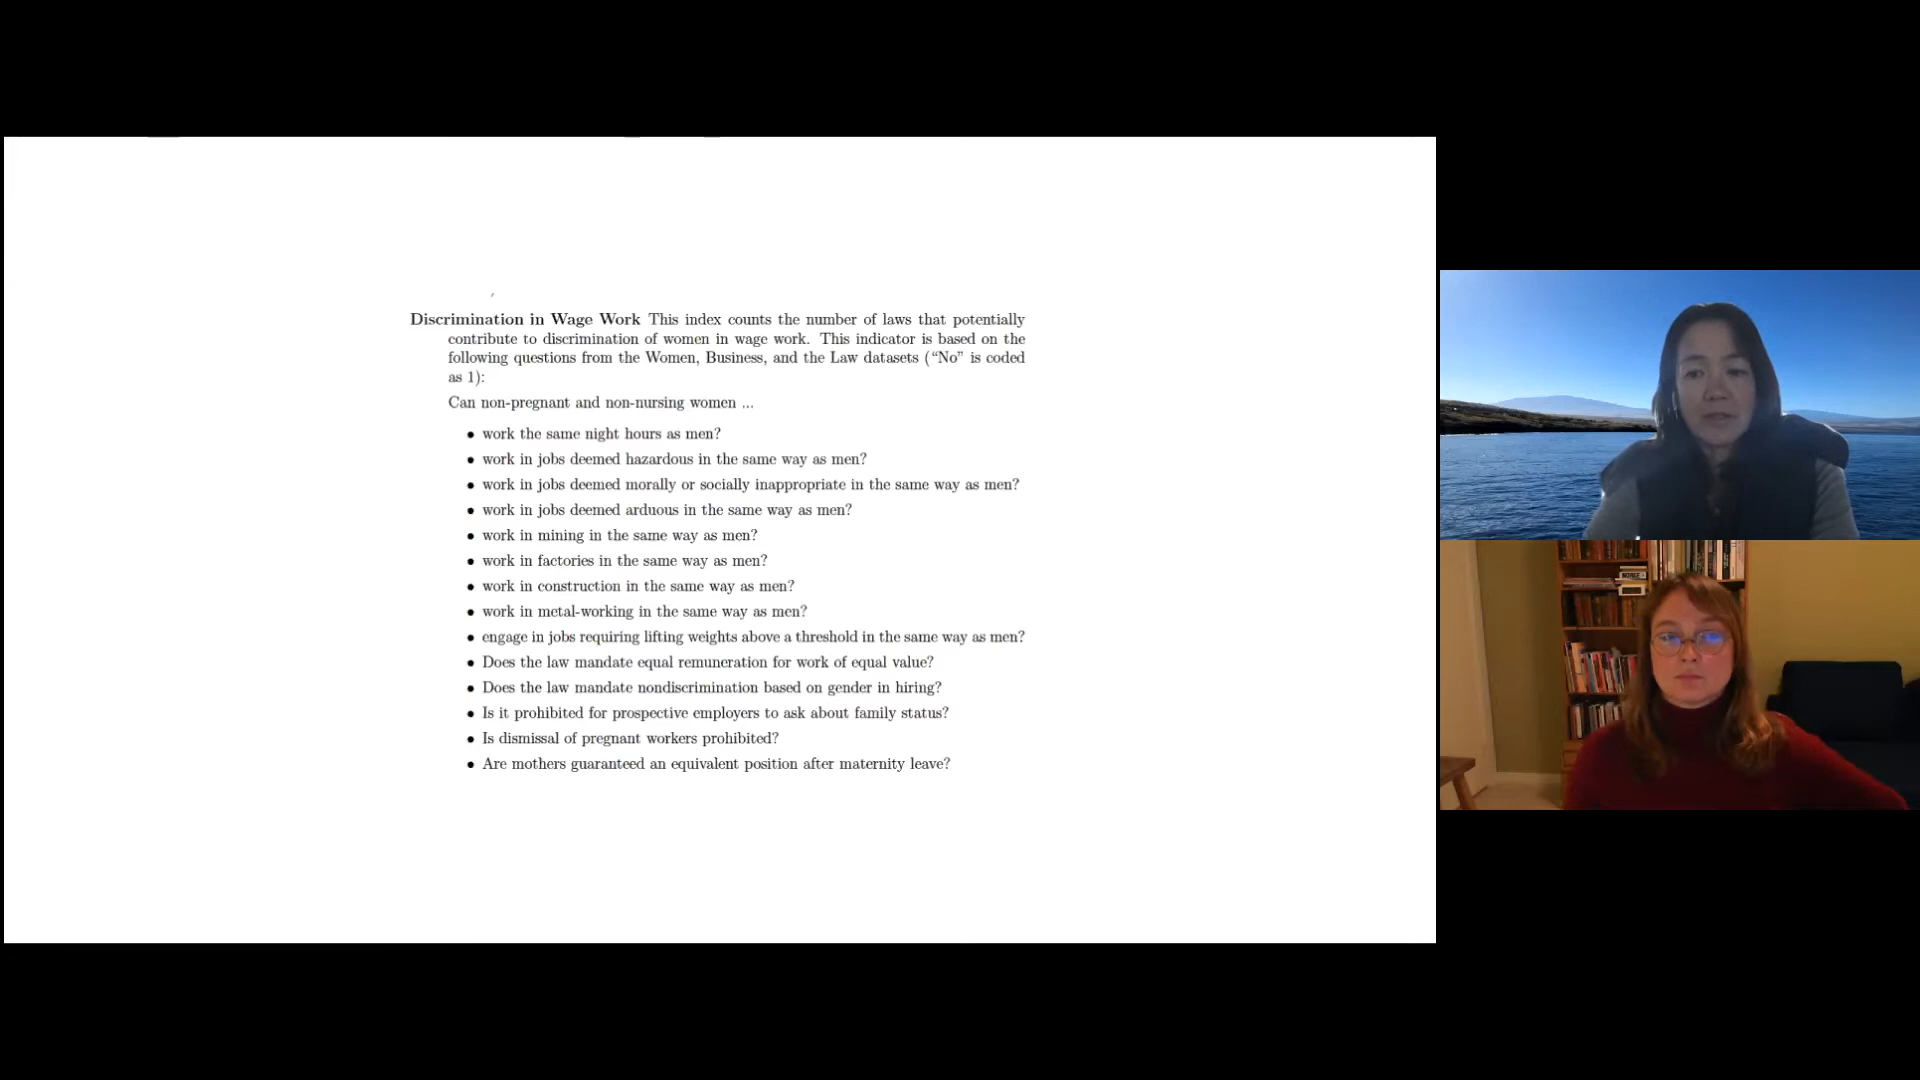 Discrimination in Wage Work This index counts the number of laws that potentially
contribute to discrimination of women in wage work. This indicator is based on the
following questions from the Women, Business, and the Law datasets (“No” is coded
as 1):
Can non-pregnant and non-nursing women ...
• work the same night hours as men?
• work in jobs deemed hazardous in the same way as men?
• work in jobs deemed morally or socially inappropriate in the same way as men?
• work in jobs deemed arduous in the same way as men?
• work in mining in the same way as men?
• work in factories in the same way as men?
• work in construction in the same way as men?
• work in metal-working in the same way as men?
• engage in jobs requiring lifting weights above a threshold in the same way as men?
• Does the law mandate equal remuneration for work of equal value?
• Does the law mandate nondiscrimination based on gender in hiring?
• Is it prohibited for prospective employers to ask about family status?
• Is dismissal of pregnant workers prohibited?
• Are mothers guaranteed an equivalent position after maternity leave?